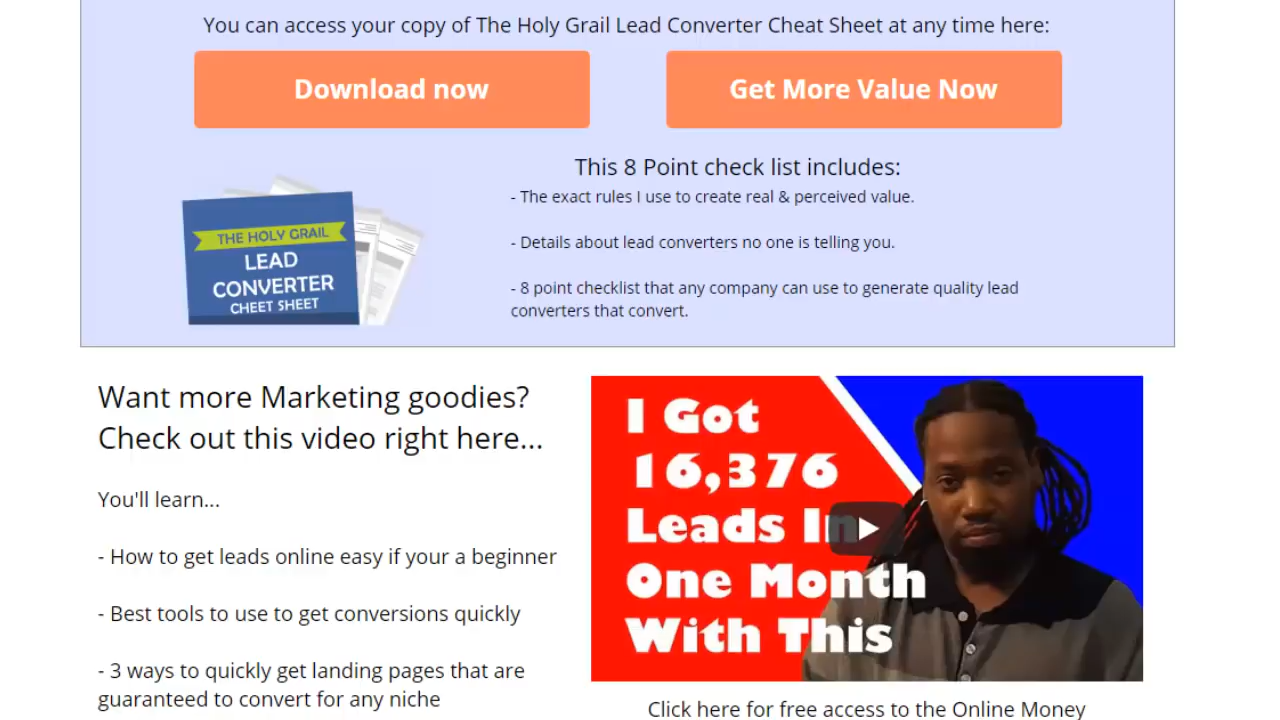 You can access your copy of The Holy Grail Lead Converter Cheat Sheet at any time here:
Download now
Get More Value Now
THE HOLY GRAIL
LEAD
CONVERTER
CHEET SHEET
This 8 Point check list includes:
- The exact rules I use to create real & perceived value.
- Details about lead converters no one is telling you.
- 8 point checklist that any company can use to generate quality lead
converters that convert.
Want more Marketing goodies?
Check out this video right here...
You'll learn...
- How to get leads online easy if your a beginner
- Best tools to use to get conversions quickly
- 3 ways to quickly get landing pages that are
guaranteed to convert for any niche
I Got
16,376
Leads In
One Month
With This
Click here for free access to the Online Money